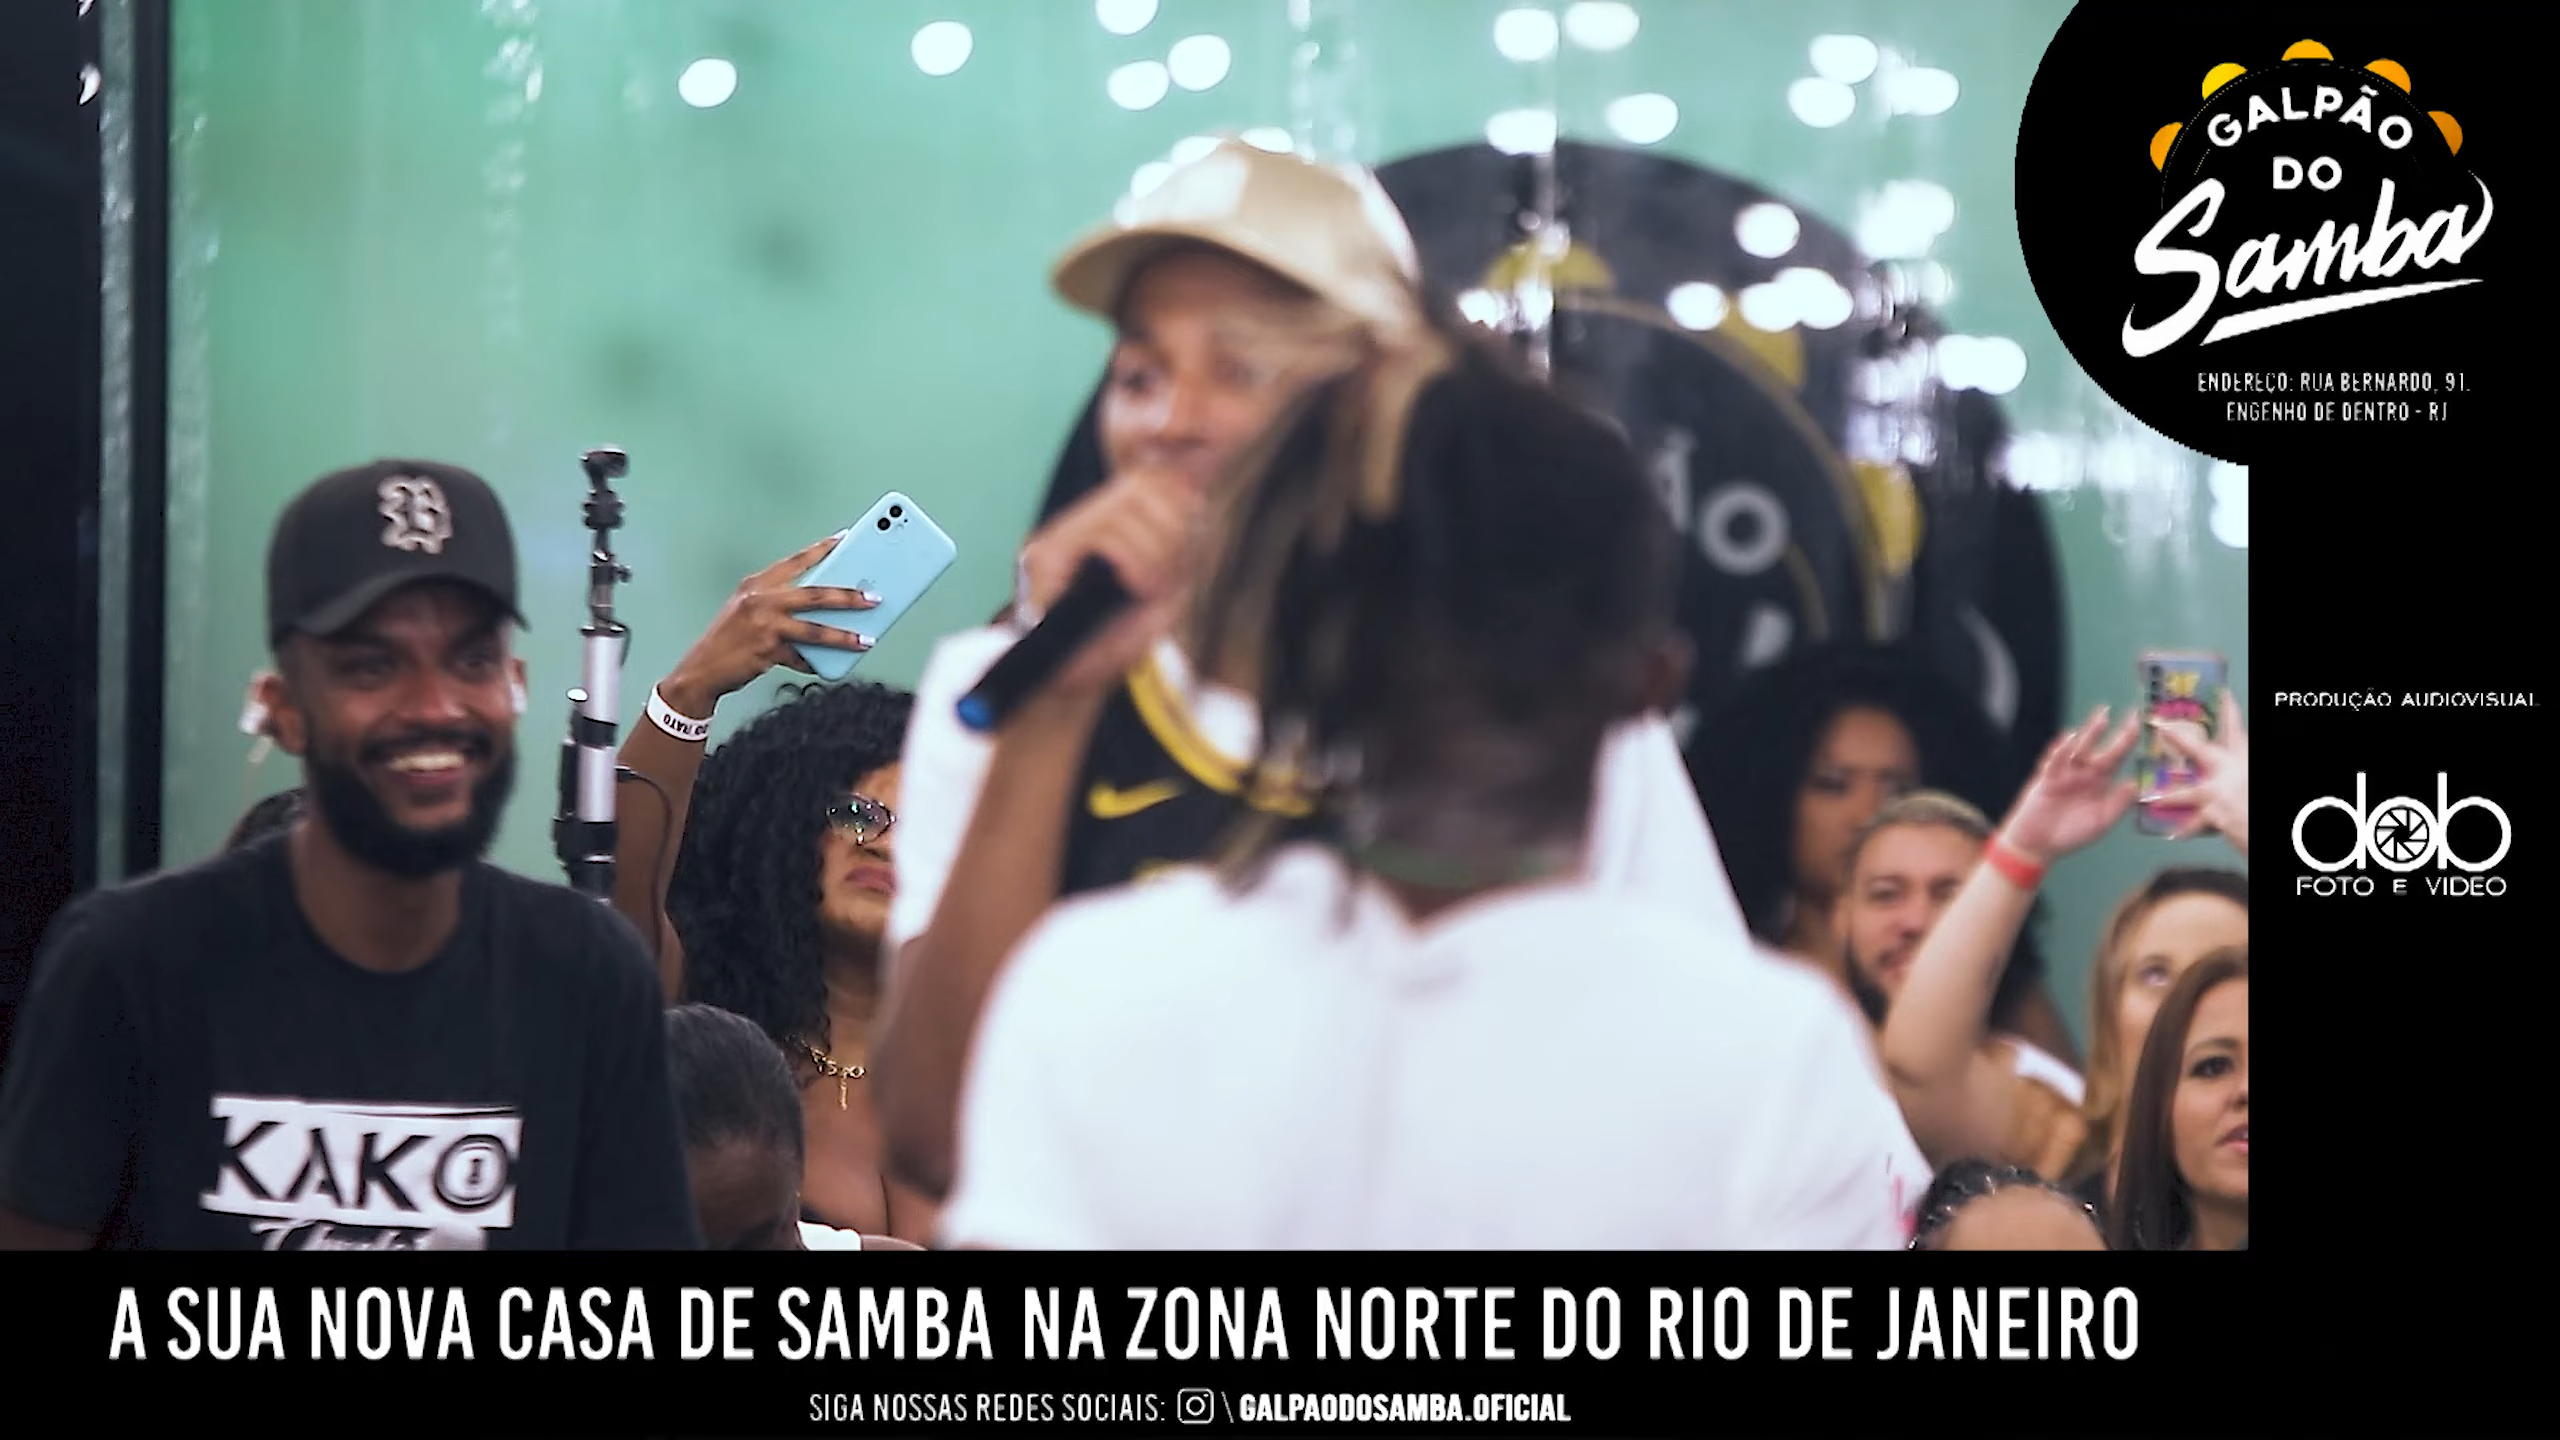 GALPÃO
DO
Samba
ENDEREÇO: RUA BERNARDO, 91.
ENGENHO DE DENTRO - RJ
KAKO
PRODUÇÃO AUDIOVISUAL
dob
FOTO E VIDEO
A SUA NOVA CASA DE SAMBA NA ZONA NORTE DO RIO DE JANEIRO
SIGA NOSSAS REDES SOCIAIS: \ GALPAODOSAMBA.OFICIAL